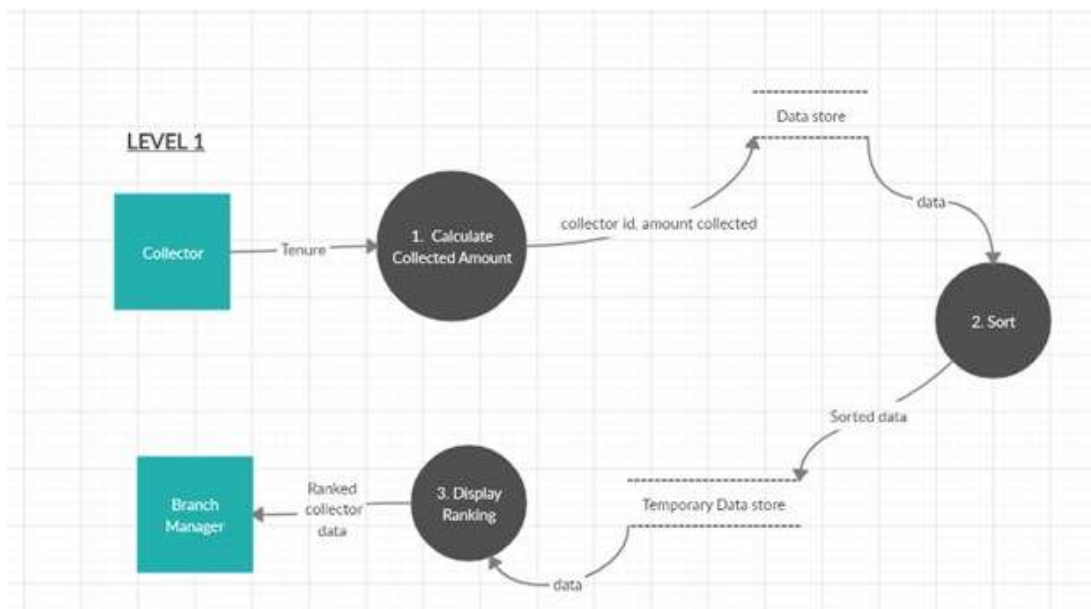 LEVEL 1
Collector
Tenure
1. Calculate
Collected Amount
collector id, amount collected
Data store
data
2. Sort
Sorted data
Temporary Data store
data
3. Display
Ranking
Ranked
collector
data
Branch
Manager